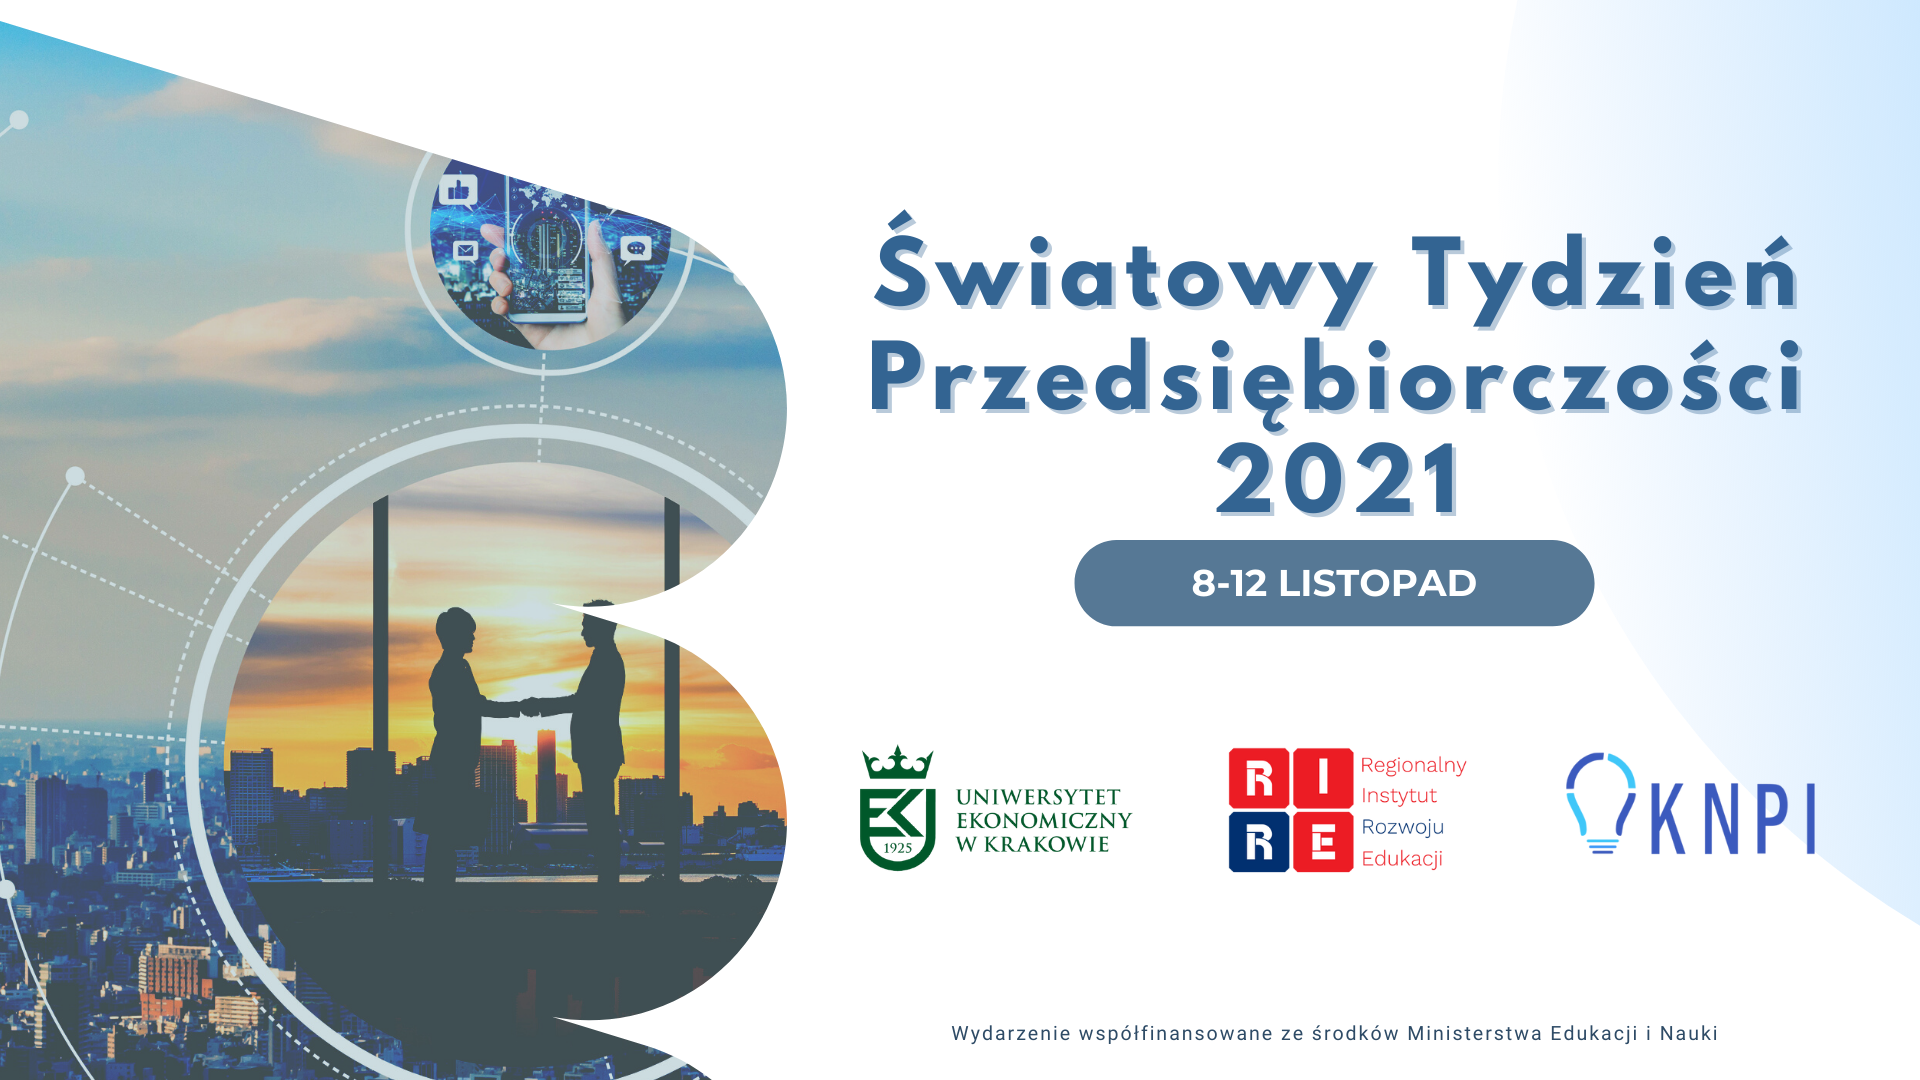 Światowy Tydzień
Przedsiębiorczości
2021
8-12 LISTOPAD
1925
UNIWERSYTET
EKONOMICZNY
W KRAKOWIE
R I
R E
Regionalny
Instytut
Rozwoju
Edukacji
KNPI
Wydarzenie współfinansowane ze środków Ministerstwa Edukacji i Nauki